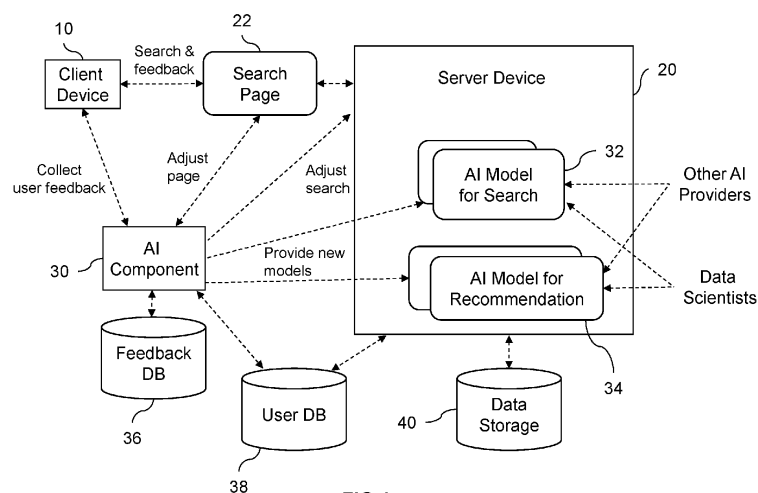 10
Client
Device
Search &
feedback
22
Search
Page
Server Device
20
Collect
user feedback
Adjust
page
Adjust
search
AI Model
for Search
32
Other AI
Providers
30
AI
Component
Provide new
models
AI Model for
Recommendation
Data
Scientists
34
Feedback
DB
36
User DB
38
Data
Storage
40